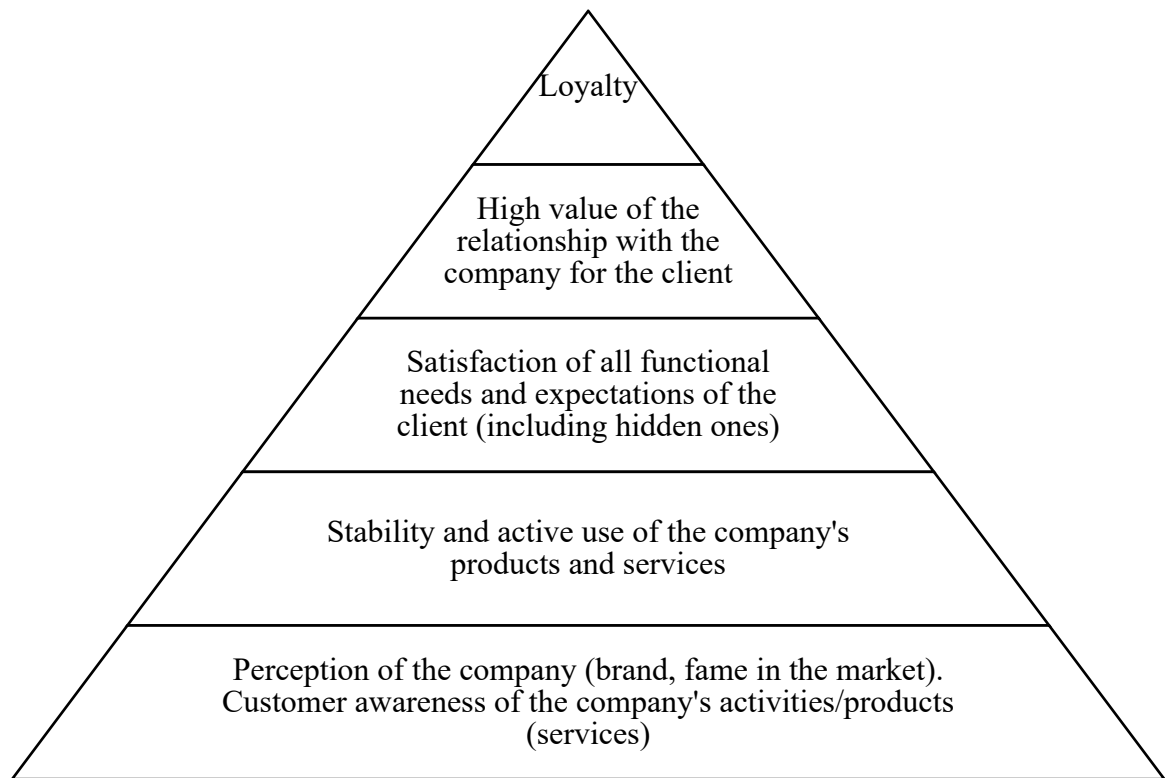 Loyalty
High value of the
relationship with the
company for the client
Satisfaction of all functional
needs and expectations of the
client (including hidden ones)
Stability and active use of the company's
products and services
Perception of the company (brand, fame in the market).
Customer awareness of the company's activities/products
(services)